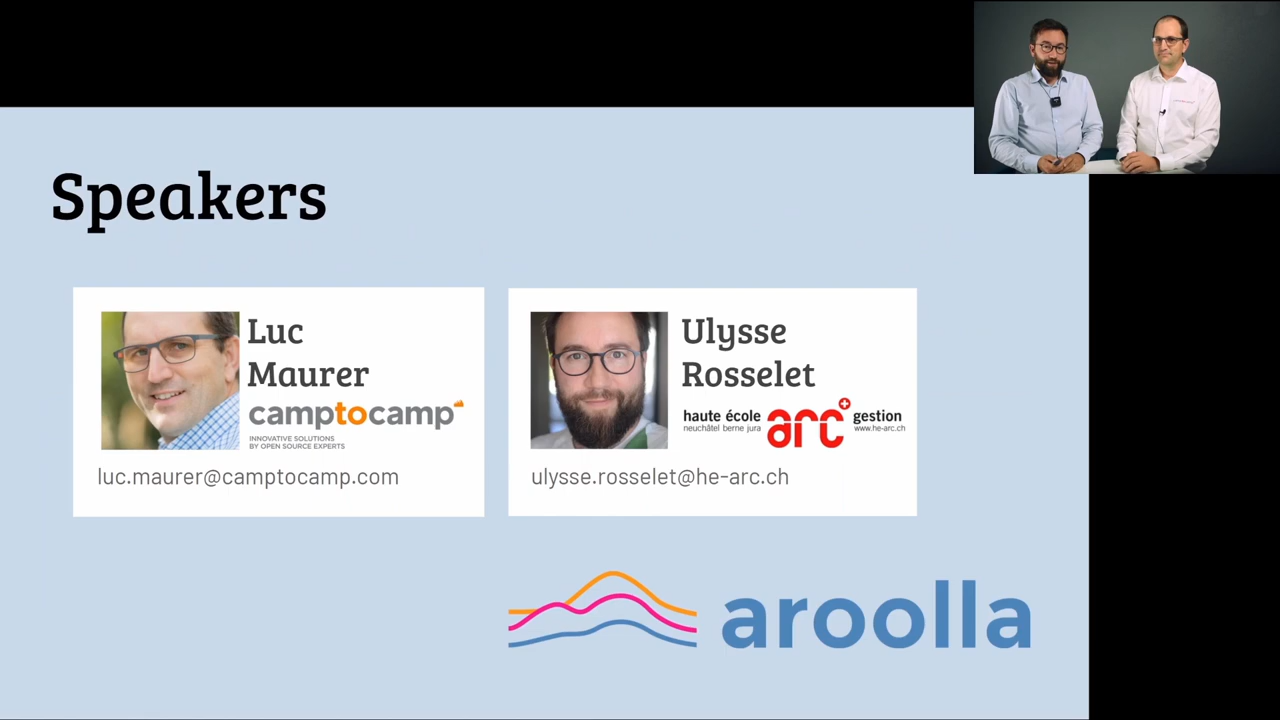 Speakers
Luc
Maurer
camptocamp
INNOVATIVE SOLUTIONS
BY OPEN SOURCE EXPERTS
luc.maurer@camptocamp.com
Ulysse
Rosselet
haute école arc gestion
neuchâtel berne jura www.he-arc.ch
ulysse.rosselet@he-arc.ch
aroolla